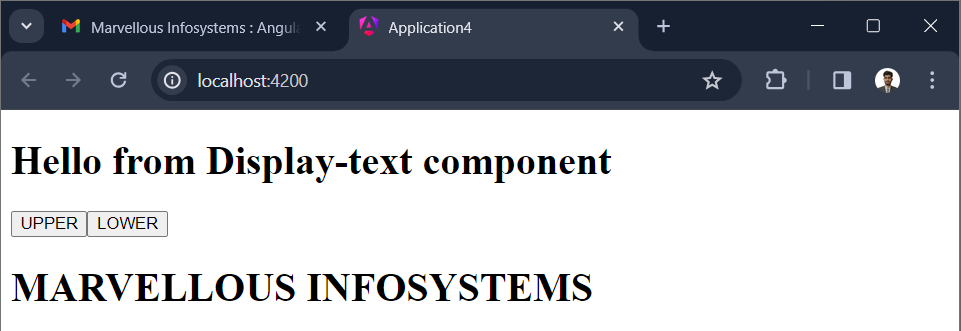 Marvellous Infosystems : Angula
Application4
localhost:4200
Hello from Display-text component
UPPER LOWER
MARVELLOUS INFOSYSTEMS